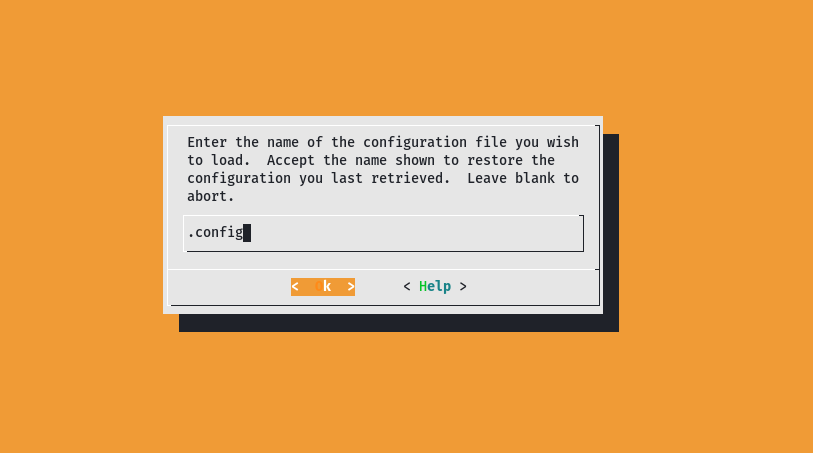 Enter the name of the configuration file you wish
to load.  Accept the name shown to restore the
configuration you last retrieved.  Leave blank to
abort.
.config
<  Ok  >      < Help >